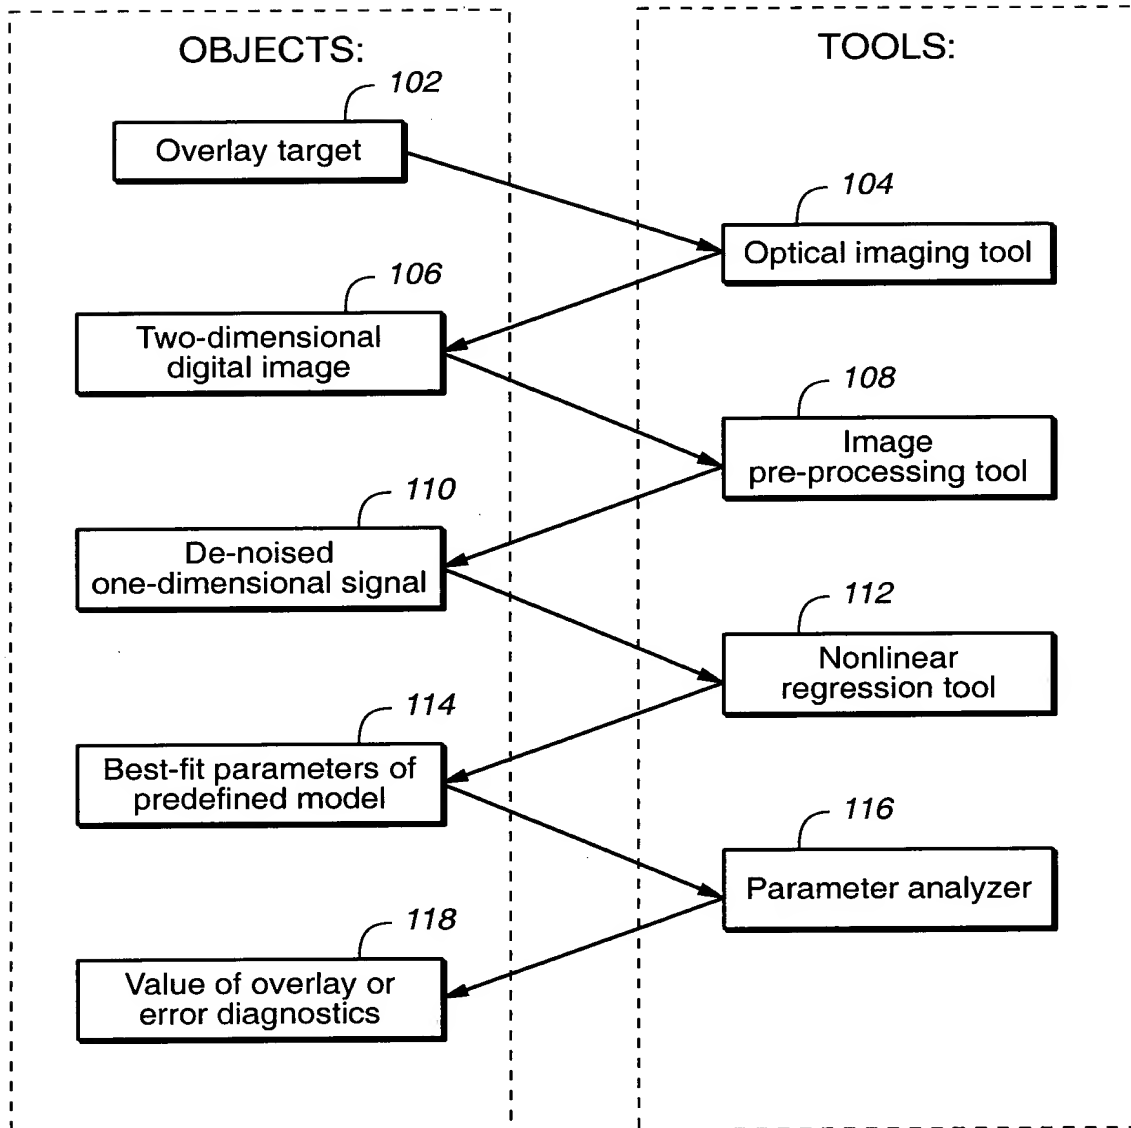 OBJECTS:
TOOLS:
102
Overlay target
104
Optical imaging tool
106
Two-dimensional
digital image
108
Image
pre-processing tool
110
De-noised
one-dimensional signal
112
Nonlinear
regression tool
114
Best-fit parameters of
predefined model
116
Parameter analyzer
118
Value of overlay or
error diagnostics